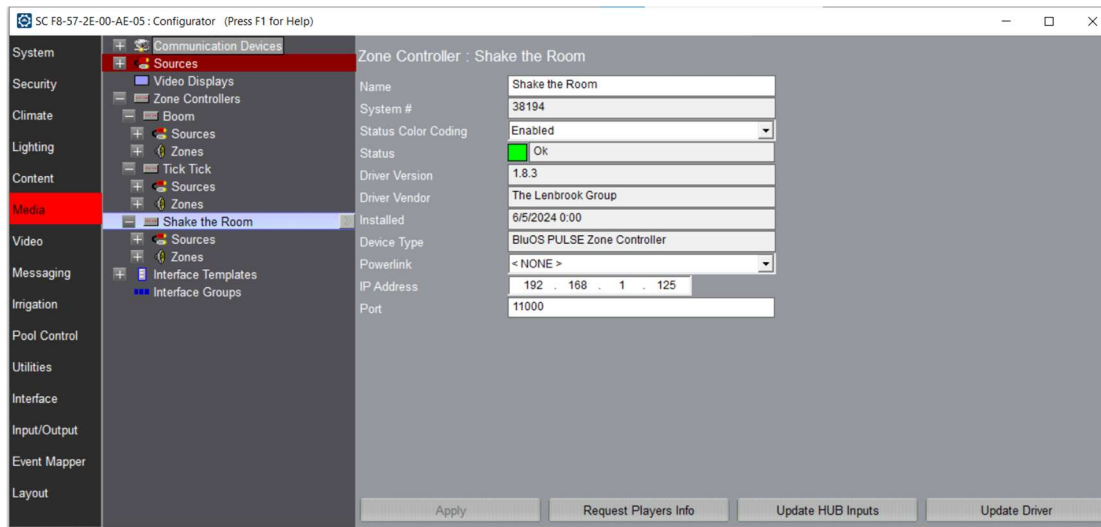 SC F8-57-2E-00-AE-05 : Configurator (Press F1 for Help)
System
Security
Climate
Lighting
Content
Media
Video
Messaging
Irrigation
Pool Control
Utilities
Interface
Input/Output
Event Mapper
Layout
Communication Devices
Sources
Video Displays
Zone Controllers
Boom
Sources
Zones
Tick Tick
Sources
Zones
Shake the Room
Sources
Zones
Interface Templates
Interface Groups
Zone Controller : Shake the Room
Name Shake the Room
System # 38194
Status Color Coding Enabled
Status Ok
Driver Version 1.8.3
Driver Vendor The Lenbrook Group
Installed 6/5/2024 0:00
Device Type BluOS PULSE Zone Controller
Powerlink < NONE >
IP Address 192 . 168 . 1 . 125
Port 11000
Apply Request Players Info Update HUB Inputs Update Driver